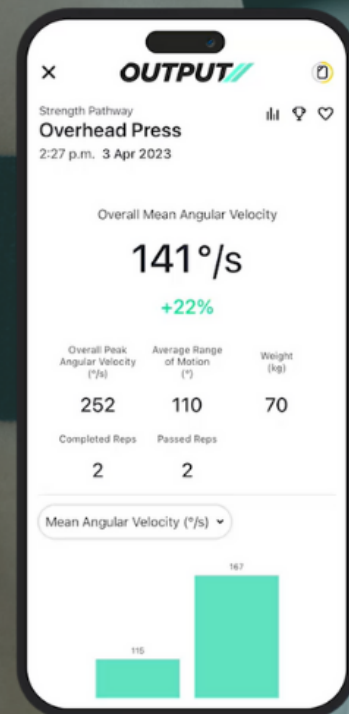 OUTPUT
Strength Pathway
Overhead Press
2:27 p.m. 3 Apr 2023
Overall Mean Angular Velocity
141°/s
+22%
Overall Peak
Angular Velocity
(°/s)
252
Average Range
of Motion
(°)
110
Weight
(kg)
70
Completed Reps
2
Passed Reps
2
Mean Angular Velocity (°/s)
115
167